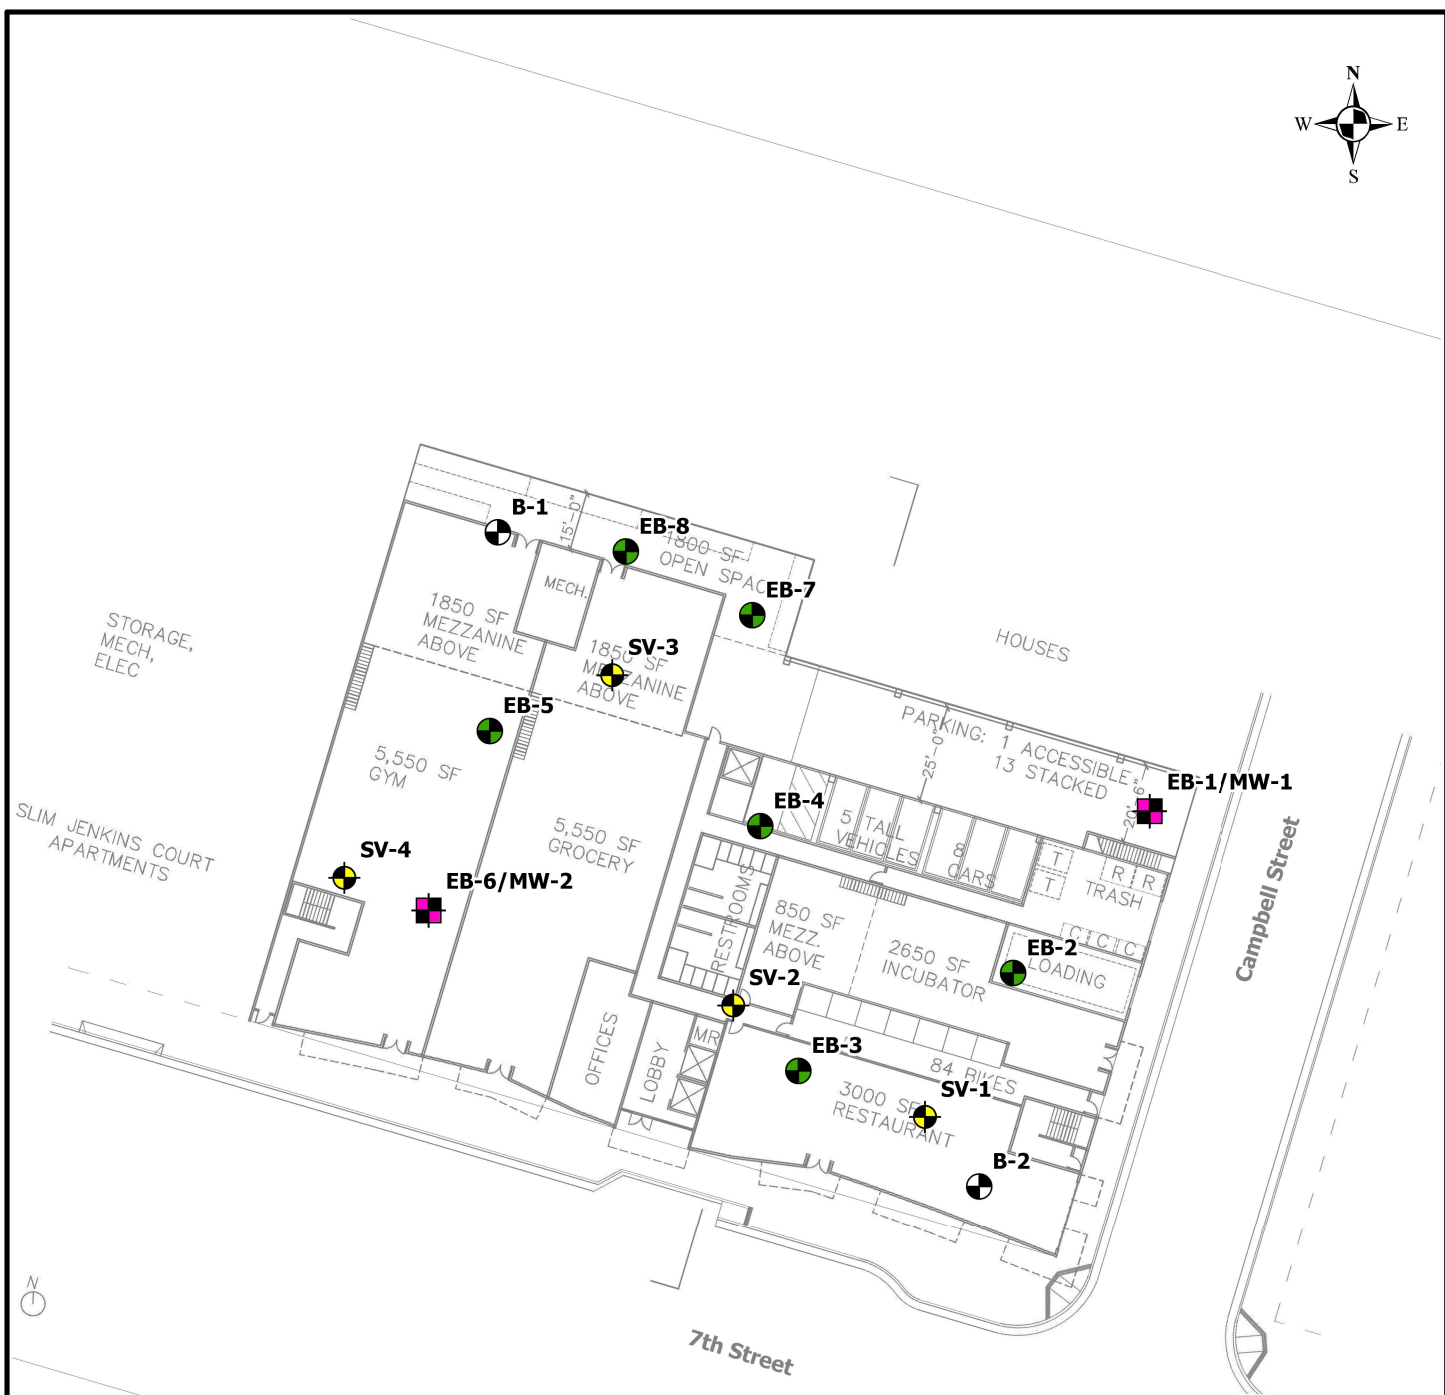 N
W E
S
B-1
EB-8
15'-0"
1800 SF
OPEN SPAC
EB-7
MECH.
1850 SF
MEZZANINE
ABOVE
STORAGE,
MECH,
ELEC
HOUSES
SV-3
1850 SF
MEZZANINE
ABOVE
EB-5
PARKING: 1 ACCESSIBLE
13 STACKED
25'-0"
20'-6"
EB-1/MW-1
5,550 SF
GYM
EB-4
5 TALL
VEHICLES
8
CARS
T
T
R R
TRASH
5,550 SF
GROCERY
SLIM JENKINS COURT
APARTMENTS
SV-4
EB-6/MW-2
RESTROOMS
850 SF
MEZZ.
ABOVE
2650 SF
INCUBATOR
C C C
EB-2
LOADING
Campbell Street
SV-2
OFFICES
LOBBY
MR
EB-3
84 BIKES
3000 SF
RESTAURANT
SV-1
B-2
N
7th Street